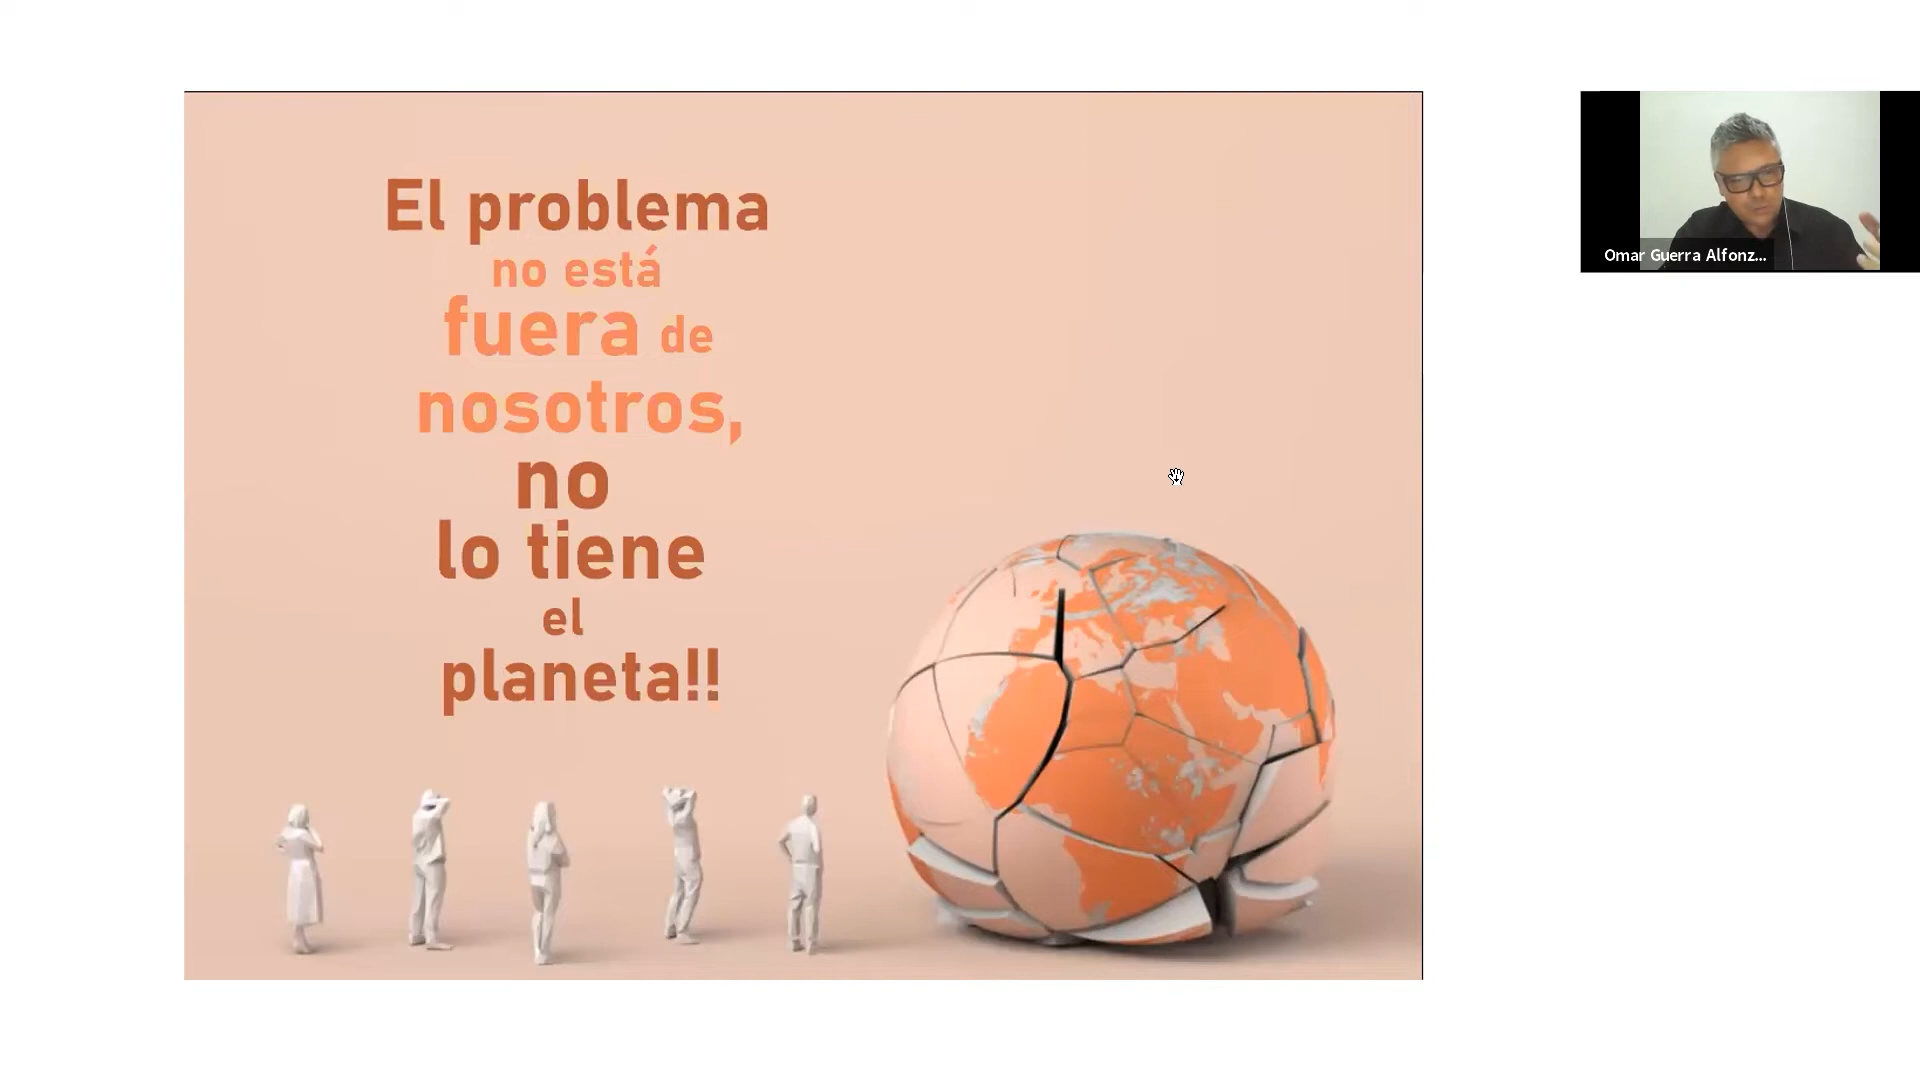 El problema
no está
fuera de
nosotros,
no
lo tiene
el
planeta!!
Omar Guerra Alfonz...